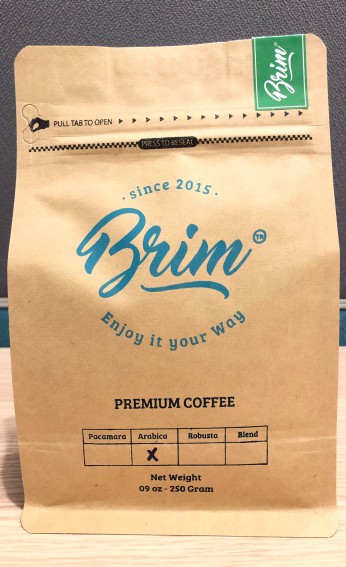 Brim
PULL TAB TO OPEN
PRESS TO RESEAL
· since 2015 ·
Brim TM
Enjoy it your Way
PREMIUM COFFEE
Pacamara Arabica Robusta Blend
X
Net Weight
09 oz - 250 Gram